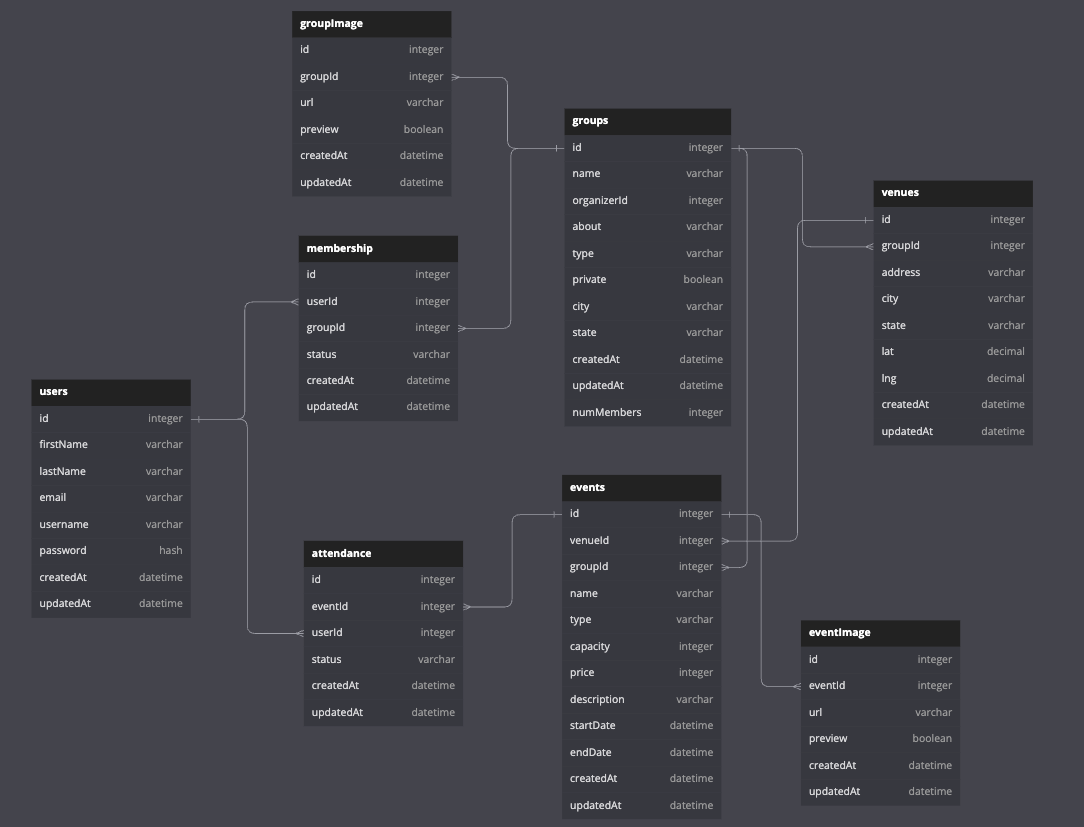 groupImage
id integer
groupId integer
url varchar
preview boolean
createdAt datetime
updatedAt datetime
groups
id integer
name varchar
organizerId integer
about varchar
type varchar
private boolean
city varchar
state varchar
createdAt datetime
updatedAt datetime
numMembers integer
venues
id integer
groupId integer
address varchar
city varchar
state varchar
lat decimal
lng decimal
createdAt datetime
updatedAt datetime
membership
id integer
userId integer
groupId integer
status varchar
createdAt datetime
updatedAt datetime
users
id integer
firstName varchar
lastName varchar
email varchar
username varchar
password hash
createdAt datetime
updatedAt datetime
attendance
id integer
eventId integer
userId integer
status varchar
createdAt datetime
updatedAt datetime
events
id integer
venueId integer
groupId integer
name varchar
type varchar
capacity integer
price integer
description varchar
startDate datetime
endDate datetime
createdAt datetime
updatedAt datetime
eventImage
id integer
eventId integer
url varchar
preview boolean
createdAt datetime
updatedAt datetime